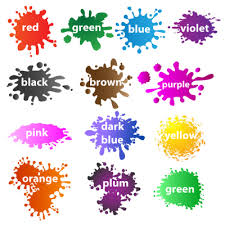 red
green
blue
violet
black
brown
purple
pink
dark
blue
yellow
orange
plum
green